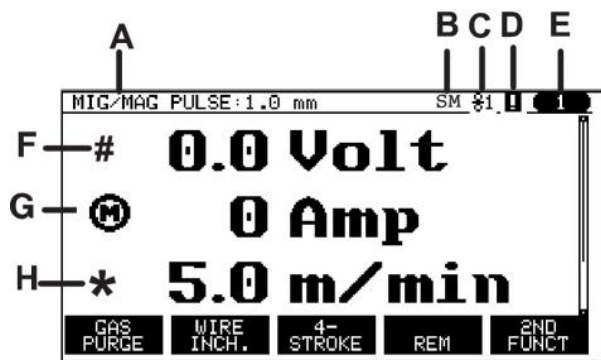 A B C D E
MIG/MAG PULSE:1.0 mm SM *1 ! 1
F # 0.0 Volt
G M 0 Amp
H * 5.0 m/min
GAS PURGE WIRE INCH. 4-STROKE REM 2ND FUNCT